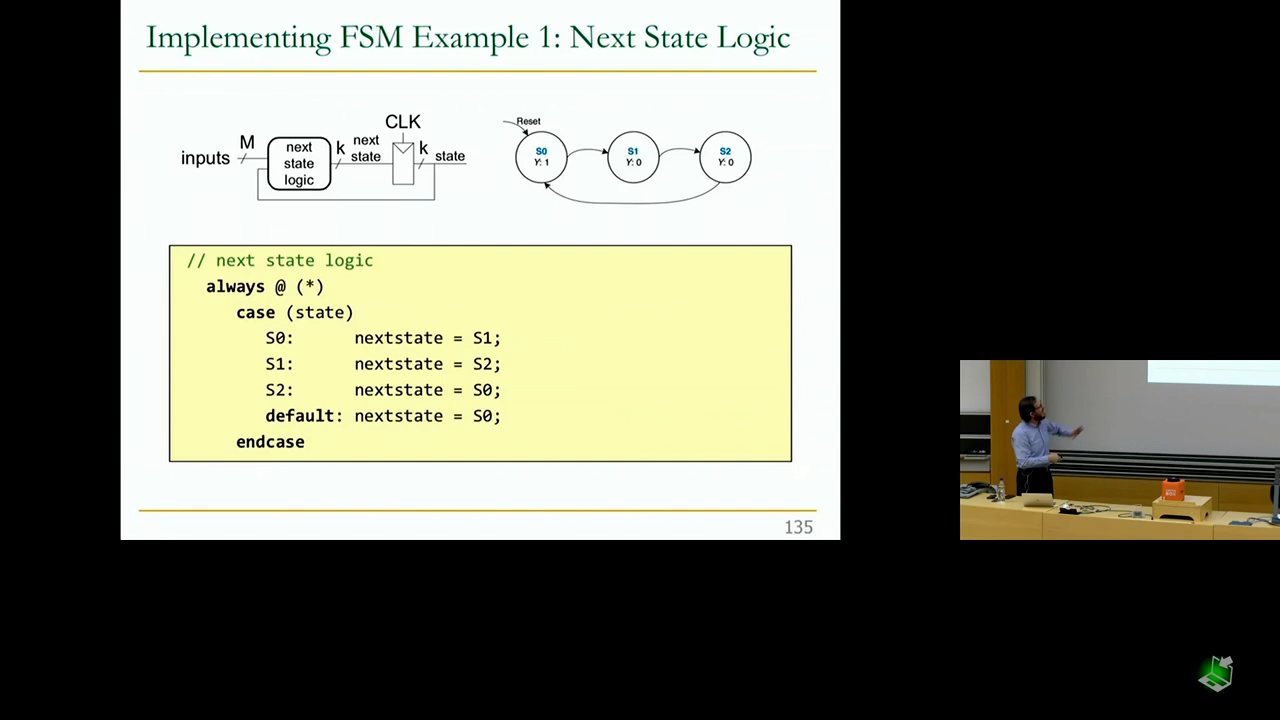 Implementing FSM Example 1: Next State Logic
inputs
M
next
state
logic
k
next
state
CLK
k
state
Reset
S0
Y: 1
S1
Y: 0
S2
Y: 0
// next state logic
always @ (*)
case (state)
S0: nextstate = S1;
S1: nextstate = S2;
S2: nextstate = S0;
default: nextstate = S0;
endcase
135